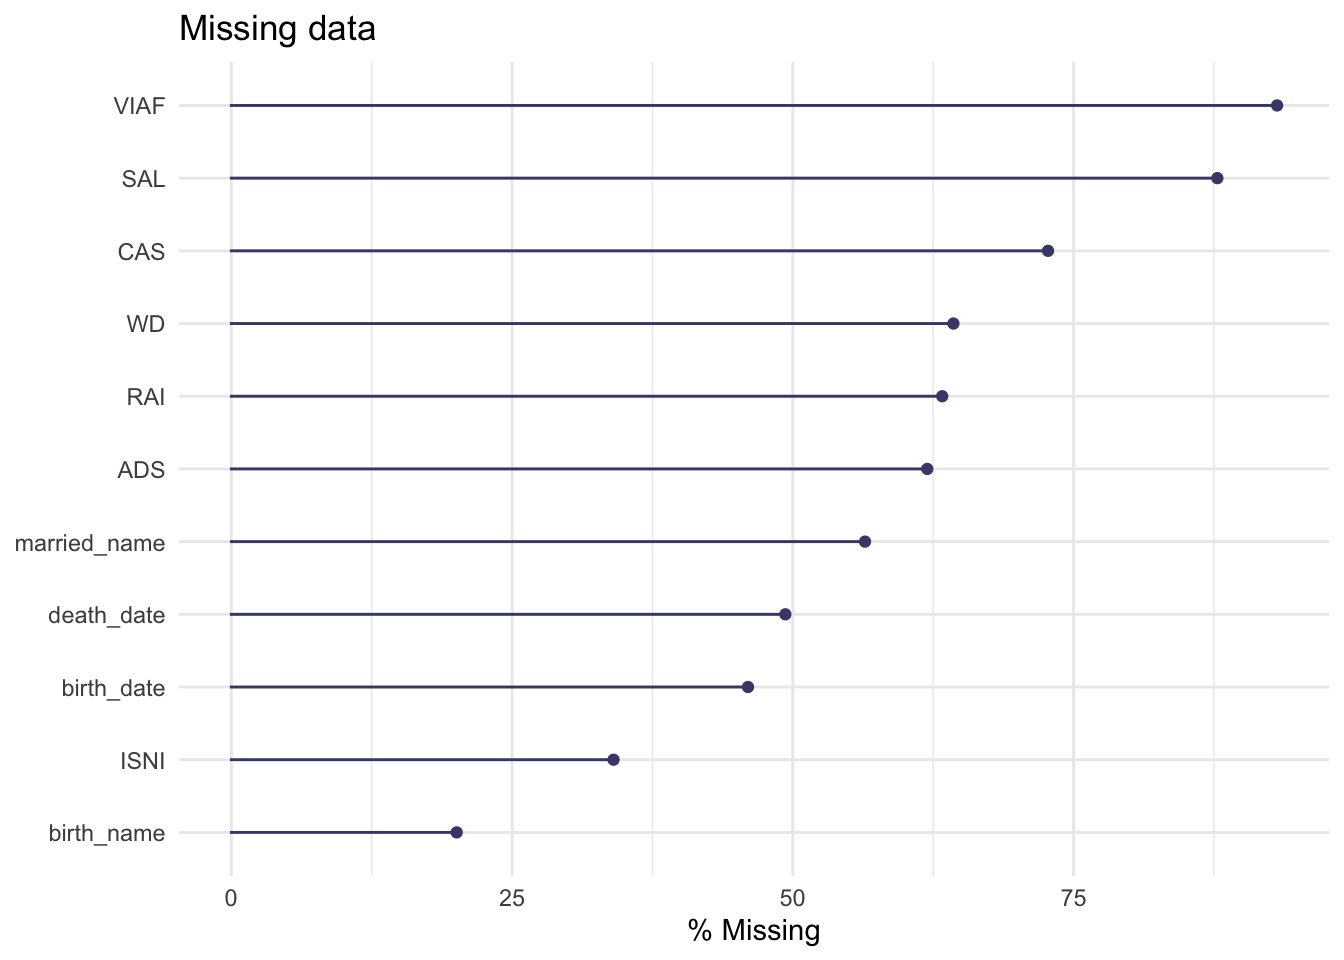 Missing data
VIAF
SAL
CAS
WD
RAI
ADS
married_name
death_date
birth_date
ISNI
birth_name
0 25 50 75
% Missing